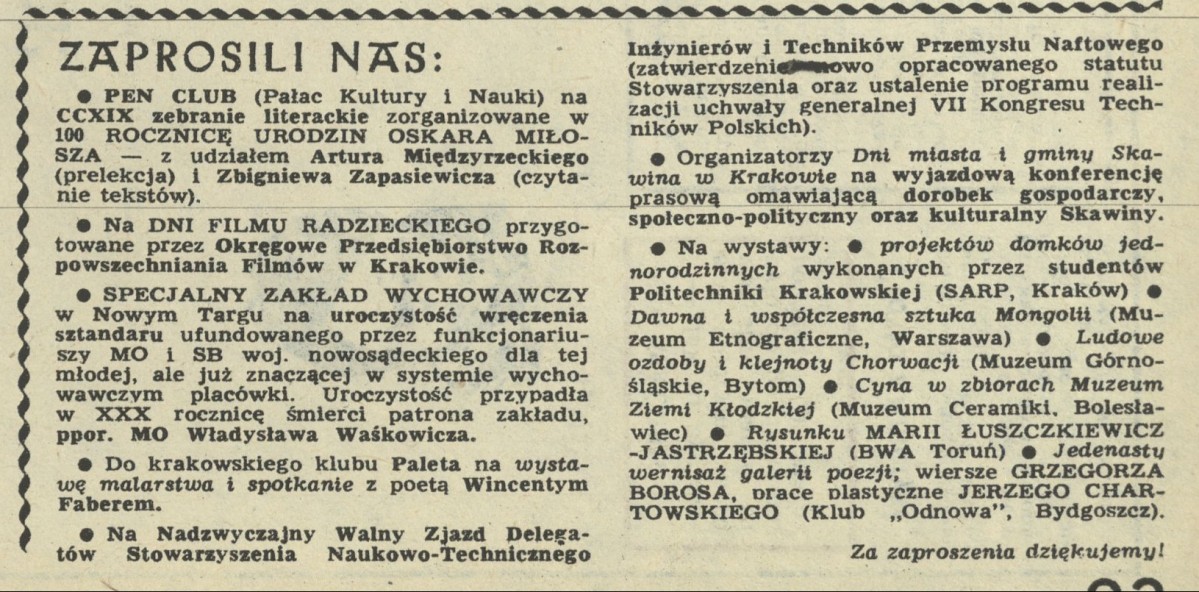 ZAPROSILI NAS:
● PEN CLUB (Pałac Kultury i Nauki) na
CCXIX zebranie literackie zorganizowane w
100 ROCZNICĘ URODZIN OSKARA MIŁO-
SZA — z udziałem Artura Międzyrzeckiego
(prelekcja) i Zbigniewa Zapasiewicza (czyta-
nie tekstów).
● Na DNI FILMU RADZIECKIEGO przygo-
towane przez Okręgowe Przedsiębiorstwo Roz-
powszechniania Filmów w Krakowie.
● SPECJALNY ZAKŁAD WYCHOWAWCZY
w Nowym Targu na uroczystość wręczenia
sztandaru ufundowanego przez funkcjonariu-
szy MO i SB woj. nowosądeckiego dla tej
młodej, ale już znaczącej w systemie wycho-
wawczym placówki. Uroczystość przypadła
w XXX rocznicę śmierci patrona zakładu,
ppor. MO Władysława Waśkowicza.
● Do krakowskiego klubu Paleta na wysta-
wę malarstwa i spotkanie z poetą Wincentym
Faberem.
● Na Nadzwyczajny Walny Zjazd Delega-
tów Stowarzyszenia Naukowo-Technicznego
Inżynierów i Techników Przemysłu Naftowego
(zatwierdzenie nowo opracowanego statutu
Stowarzyszenia oraz ustalenie programu reali-
zacji uchwały generalnej VII Kongresu Tech-
ników Polskich).
● Organizatorzy Dni miasta i gminy Ska-
wina w Krakowie na wyjazdową konferencję
prasową omawiającą dorobek gospodarczy,
społeczno-polityczny oraz kulturalny Skawiny.
● Na wystawy: ● projektów domków jed-
norodzinnych wykonanych przez studentów
Politechniki Krakowskiej (SARP, Kraków) ●
Dawna i współczesna sztuka Mongolii (Mu-
zeum Etnograficzne, Warszawa) ● Ludowe
ozdoby i klejnoty Chorwacji (Muzeum Górno-
śląskie, Bytom) ● Cyna w zbiorach Muzeum
Ziemi Kłodzkiej (Muzeum Ceramiki, Bolesła-
wiec) ● Rysunku MARII ŁUSZCZKIEWICZ
-JASTRZĘBSKIEJ (BWA Toruń) ● Jedenasty
wernisaż galerii poezji; wiersze GRZEGORZA
BOROSA, prace plastyczne JERZEGO CHAR-
TOWSKIEGO (Klub „Odnowa", Bydgoszcz).
Za zaproszenia dziękujemy!